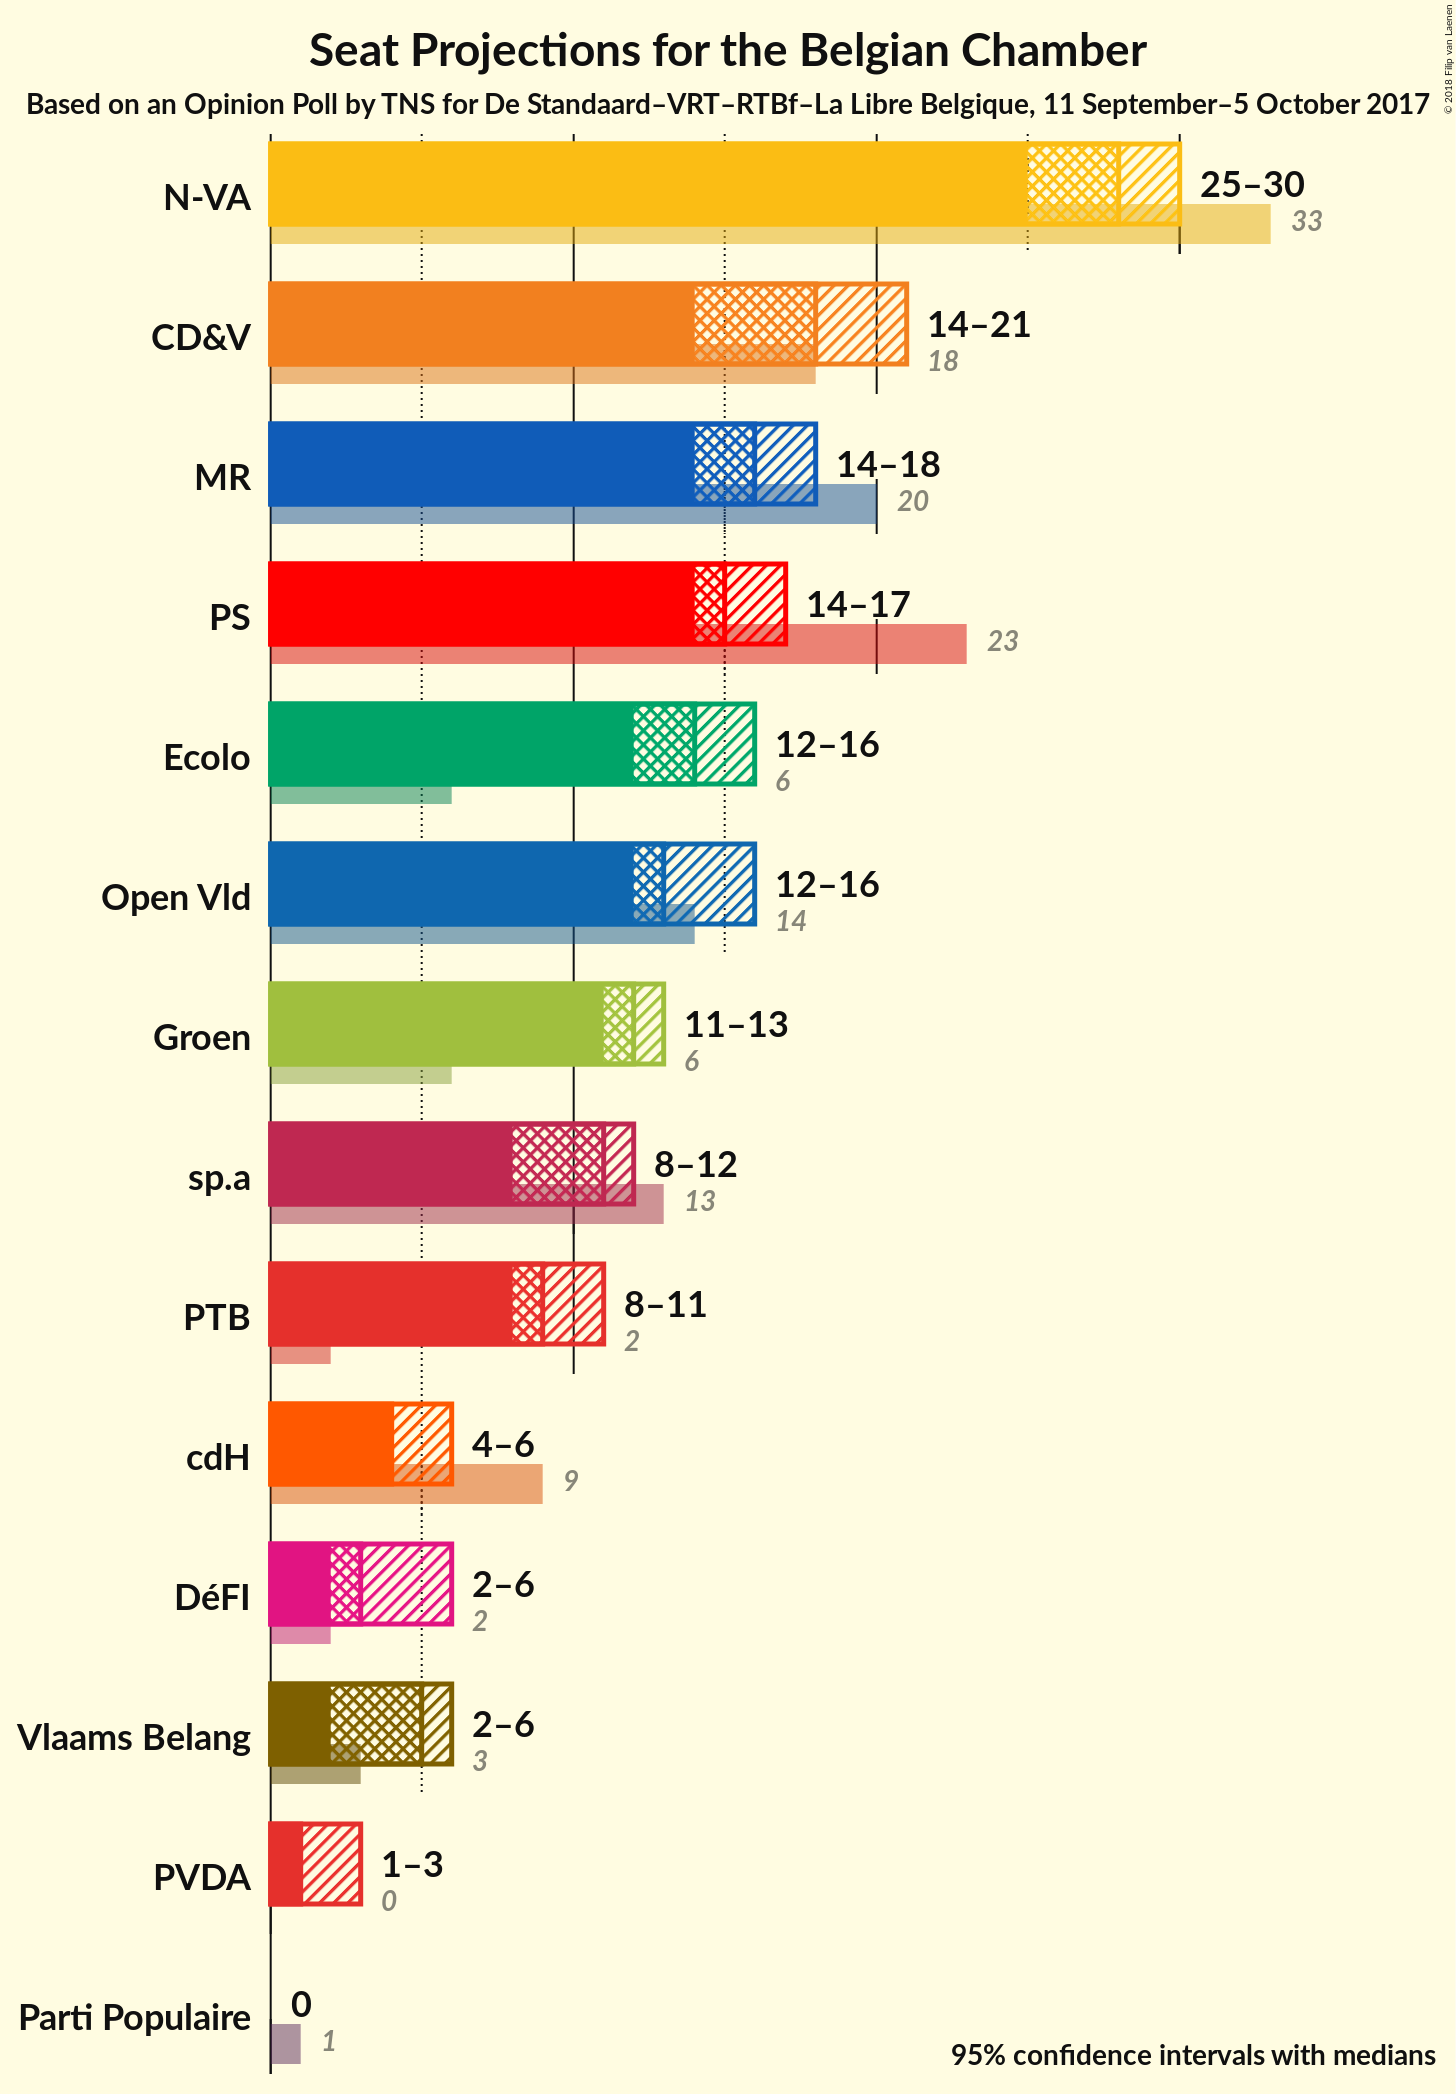 Seat Projections for the Belgian Chamber
Based on an Opinion Poll by TNS for De Standaard–VRT–RTBf–La Libre Belgique, 11 September–5 October 2017
© 2018 Filip van Laenen
N-VA
25–30
33
CD&V
14–21
18
MR
14–18
20
PS
14–17
23
Ecolo
12–16
6
Open Vld
12–16
14
Groen
11–13
6
sp.a
8–12
13
PTB
8–11
2
cdH
4–6
9
DéFI
2–6
2
Vlaams Belang
2–6
3
PVDA
1–3
0
Parti Populaire
0
1
95% confidence intervals with medians